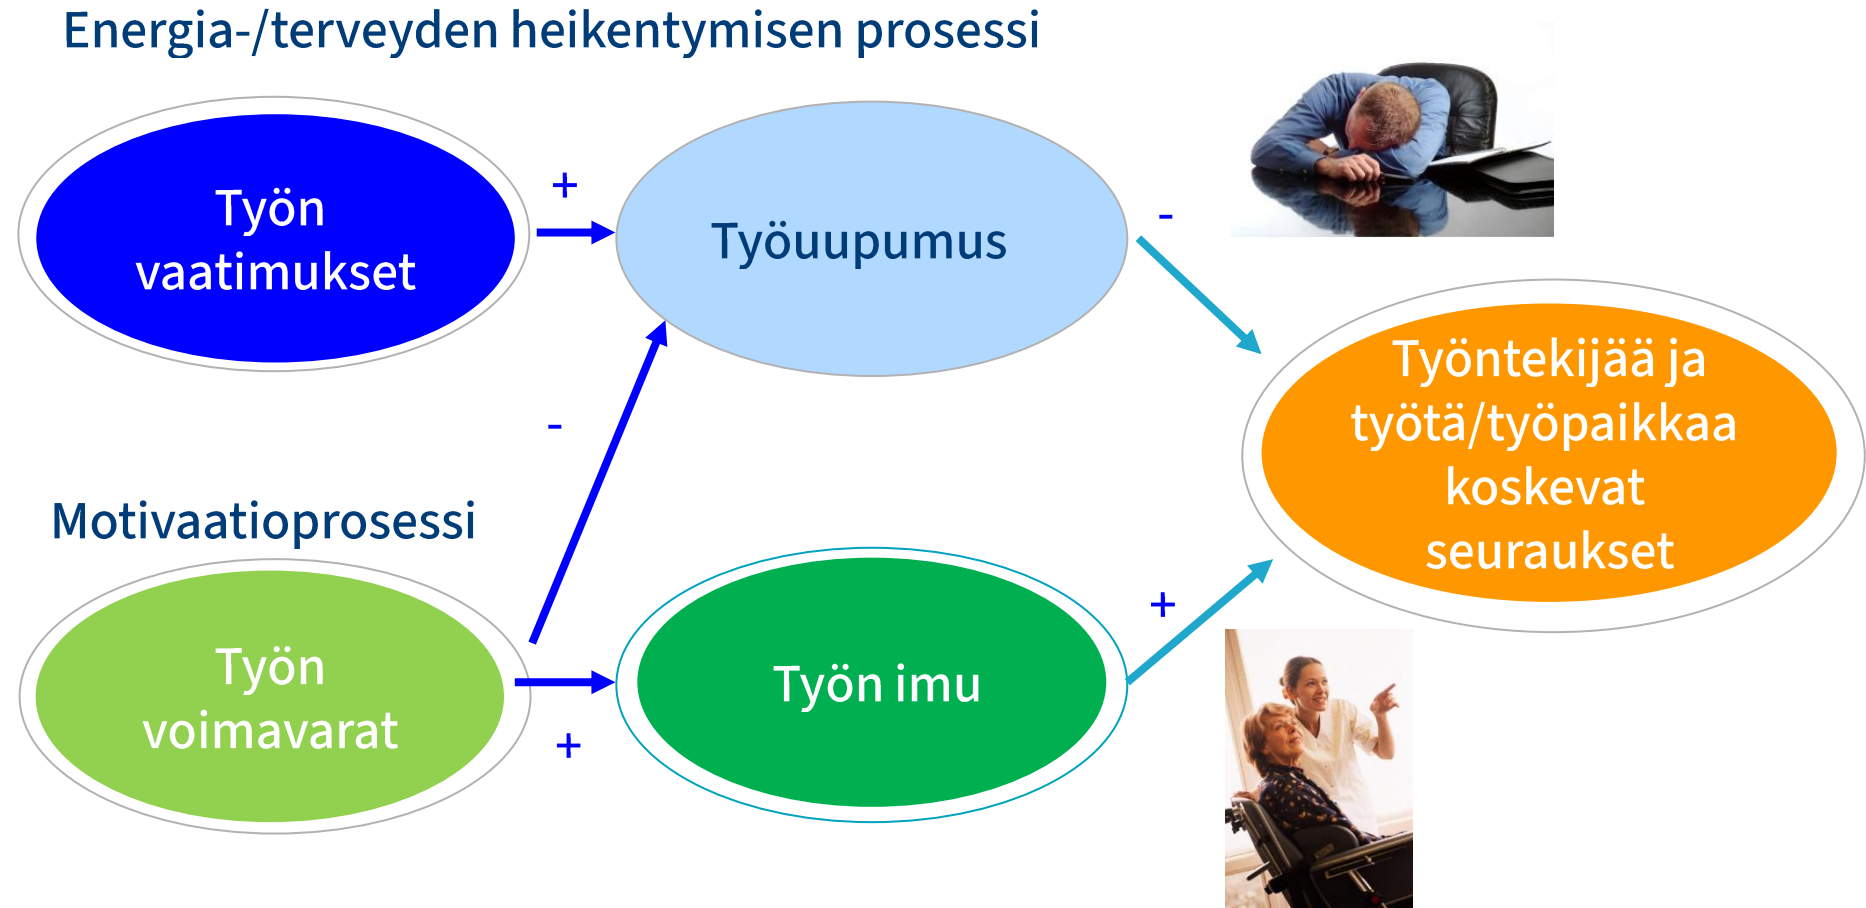 Energia-/terveyden heikentymisen prosessi
Työn
vaatimukset
+
Työuupumus
-
-
Työntekijää ja
työtä/työpaikkaa
koskevat
seuraukset
Motivaatioprosessi
Työn
voimavarat
+
Työn imu
+